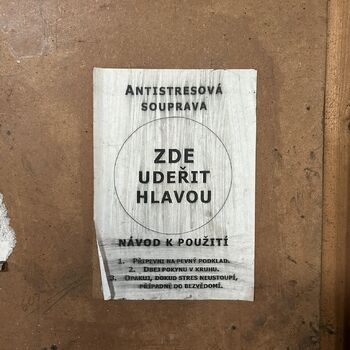 ANTISTRESOVÁ
SOUPRAVA
ZDE
UDEŘIT
HLAVOU
NÁVOD K POUŽITÍ
1. PŘIPEVNI NA PEVNÝ PODKLAD.
2. DBEJ POKYNU V KRUHU.
3. OPAKUJ, DOKUD STRES NEUSTOUPÍ,
PŘÍPADNĚ DO BEZVĚDOMÍ.